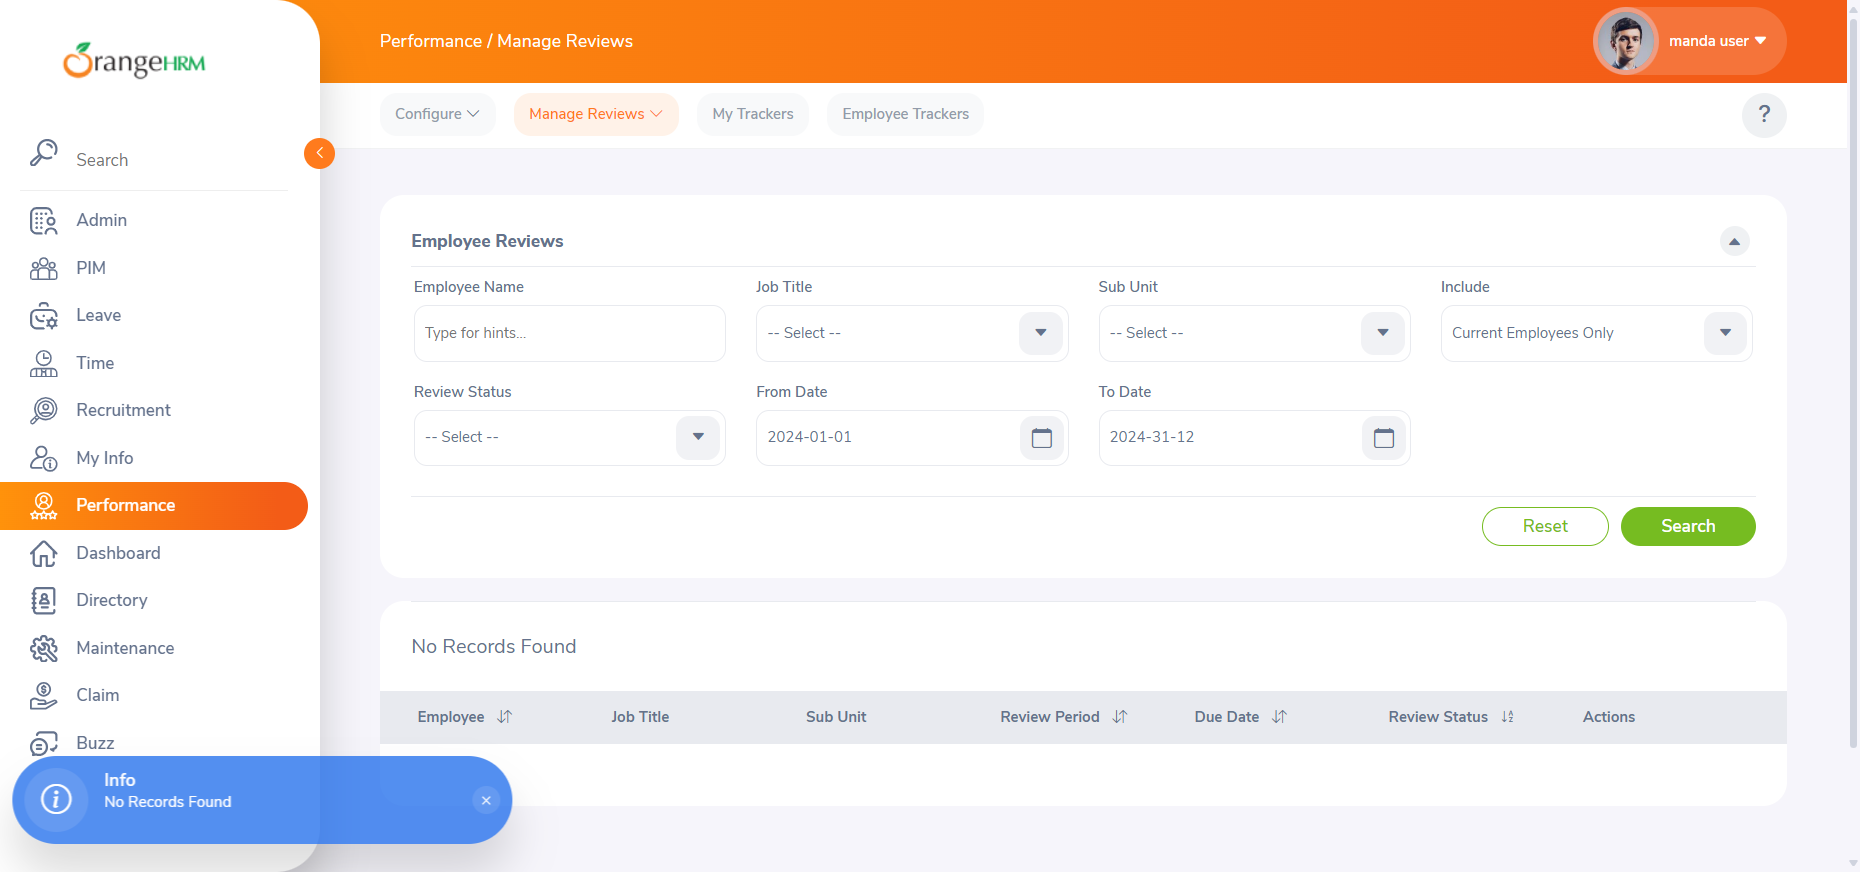 OrangeHRM
Performance / Manage Reviews
manda user
Configure
Manage Reviews
My Trackers
Employee Trackers
?
Search
Admin
PIM
Leave
Time
Recruitment
My Info
Performance
Dashboard
Directory
Maintenance
Claim
Buzz
Employee Reviews
Employee Name
Job Title
Sub Unit
Include
Type for hints...
-- Select --
-- Select --
Current Employees Only
Review Status
From Date
To Date
-- Select --
2024-01-01
2024-31-12
Reset
Search
No Records Found
Employee
Job Title
Sub Unit
Review Period
Due Date
Review Status
Actions
Info
No Records Found